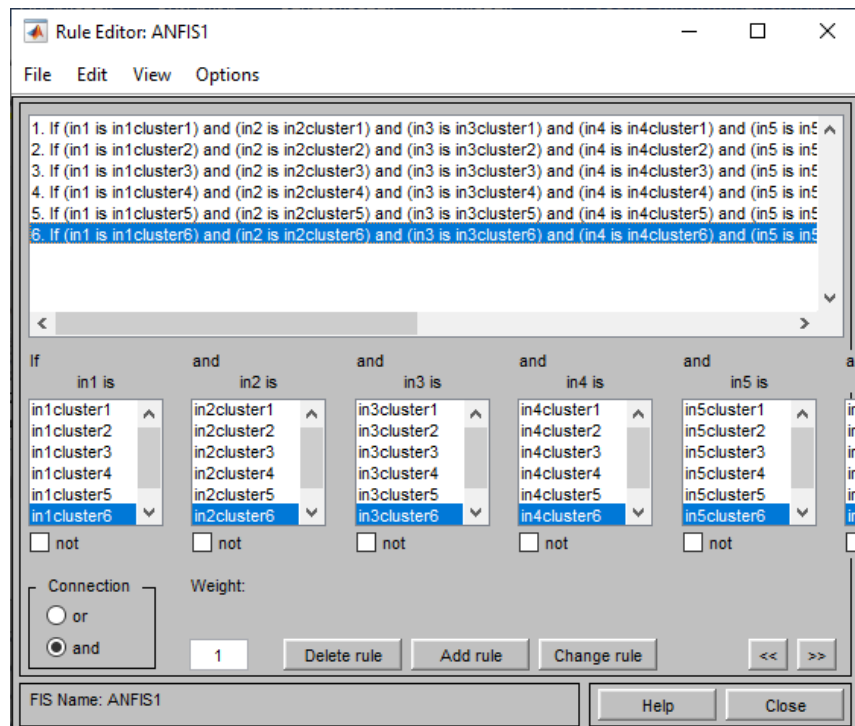 Rule Editor: ANFIS1
File Edit View Options
1. If (in1 is in1cluster1) and (in2 is in2cluster1) and (in3 is in3cluster1) and (in4 is in4cluster1) and (in5 is in5
2. If (in1 is in1cluster2) and (in2 is in2cluster2) and (in3 is in3cluster2) and (in4 is in4cluster2) and (in5 is in5
3. If (in1 is in1cluster3) and (in2 is in2cluster3) and (in3 is in3cluster3) and (in4 is in4cluster3) and (in5 is in5
4. If (in1 is in1cluster4) and (in2 is in2cluster4) and (in3 is in3cluster4) and (in4 is in4cluster4) and (in5 is in5
5. If (in1 is in1cluster5) and (in2 is in2cluster5) and (in3 is in3cluster5) and (in4 is in4cluster5) and (in5 is in5
6. If (in1 is in1cluster6) and (in2 is in2cluster6) and (in3 is in3cluster6) and (in4 is in4cluster6) and (in5 is in5
If and and and and
in1 is in2 is in3 is in4 is in5 is
in1cluster1 in2cluster1 in3cluster1 in4cluster1 in5cluster1
in1cluster2 in2cluster2 in3cluster2 in4cluster2 in5cluster2
in1cluster3 in2cluster3 in3cluster3 in4cluster3 in5cluster3
in1cluster4 in2cluster4 in3cluster4 in4cluster4 in5cluster4
in1cluster5 in2cluster5 in3cluster5 in4cluster5 in5cluster5
in1cluster6 in2cluster6 in3cluster6 in4cluster6 in5cluster6
not not not not not
Connection Weight:
or
and 1 Delete rule Add rule Change rule << >>
FIS Name: ANFIS1 Help Close